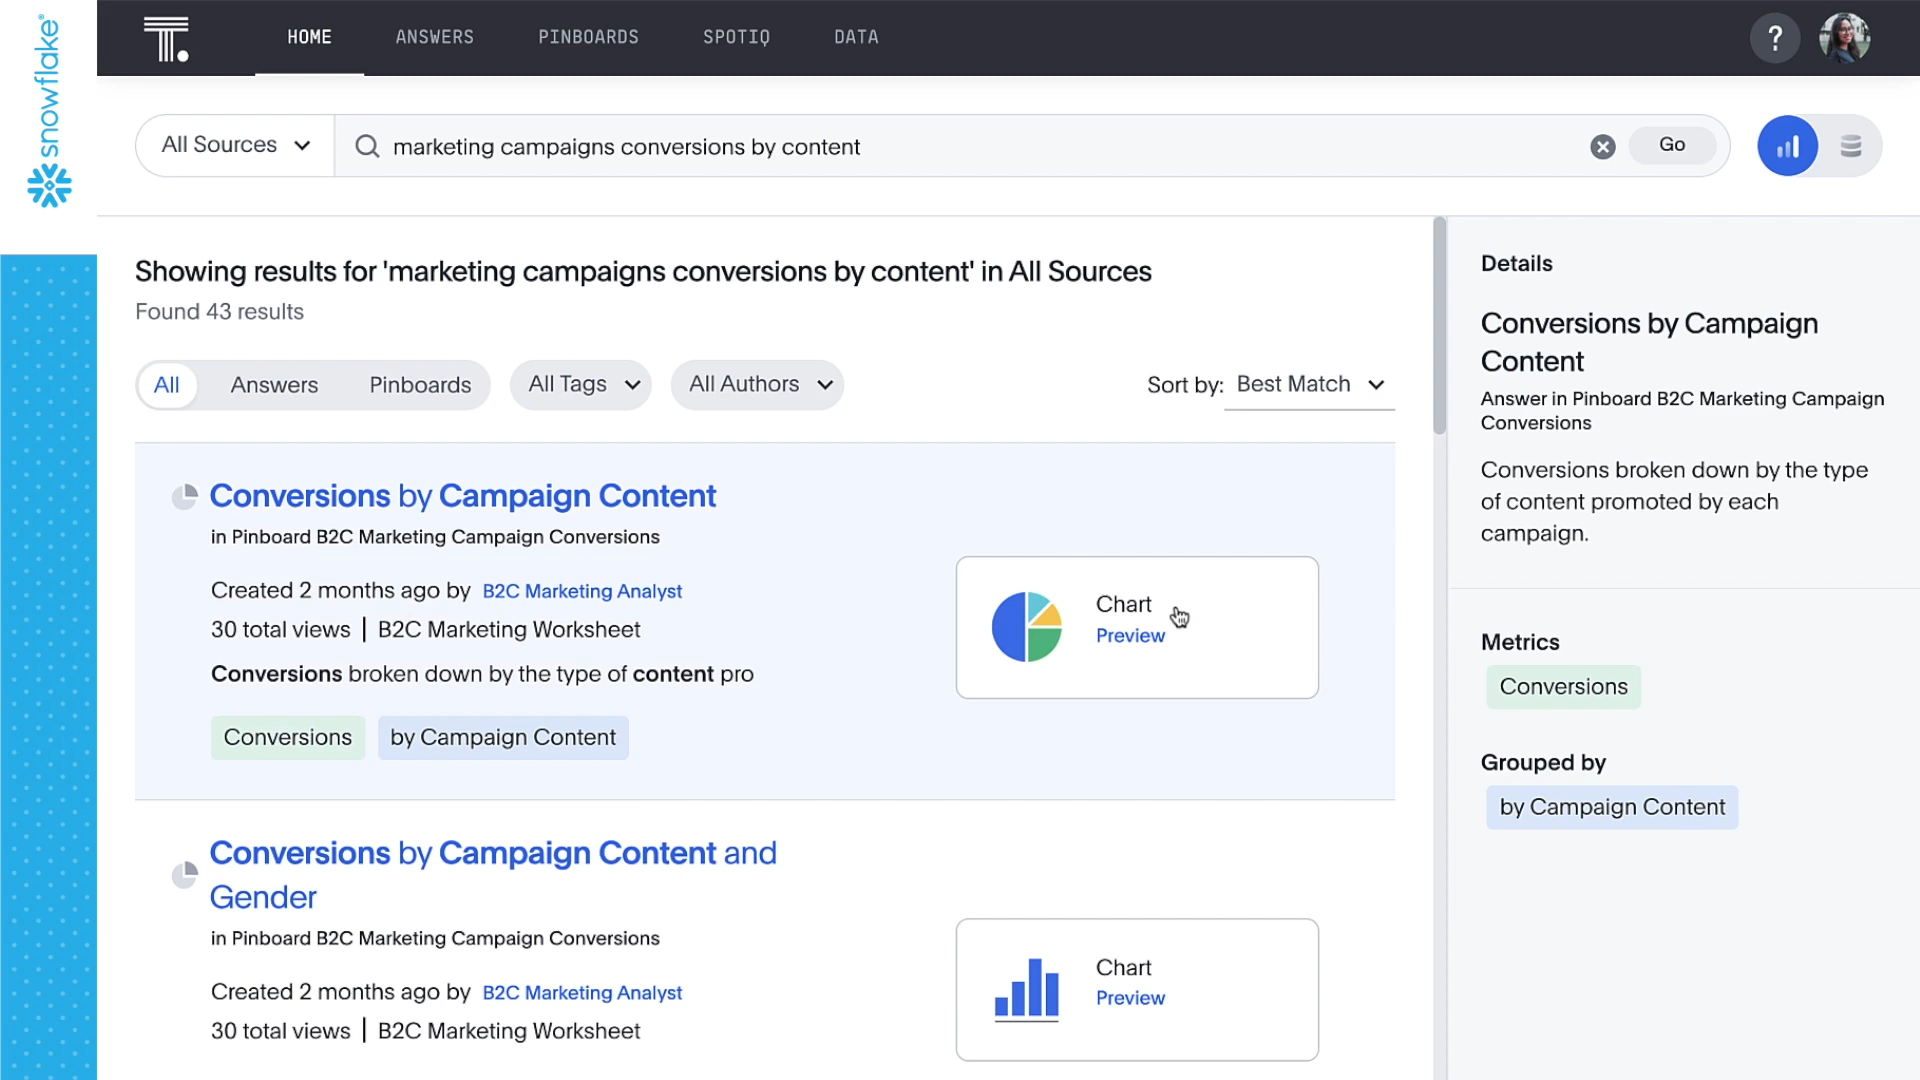 snowflake®
T.
HOME
ANSWERS
PINBOARDS
SPOTIQ
DATA
?
All Sources
marketing campaigns conversions by content
Go
Showing results for 'marketing campaigns conversions by content' in All Sources
Found 43 results
All
Answers
Pinboards
All Tags
All Authors
Sort by: Best Match
Conversions by Campaign Content
in Pinboard B2C Marketing Campaign Conversions
Created 2 months ago by B2C Marketing Analyst
30 total views | B2C Marketing Worksheet
Conversions broken down by the type of content pro
Conversions
by Campaign Content
Chart
Preview
Conversions by Campaign Content and
Gender
in Pinboard B2C Marketing Campaign Conversions
Created 2 months ago by B2C Marketing Analyst
30 total views | B2C Marketing Worksheet
Chart
Preview
Details
Conversions by Campaign
Content
Answer in Pinboard B2C Marketing Campaign
Conversions
Conversions broken down by the type
of content promoted by each
campaign.
Metrics
Conversions
Grouped by
by Campaign Content